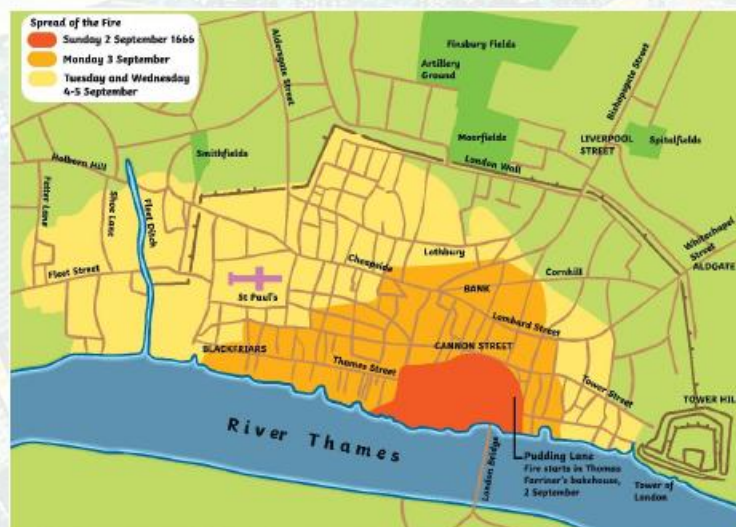 Spread of the Fire
Sunday 2 September 1666
Monday 3 September
Tuesday and Wednesday
4-5 September
Aldersgate Street
Finsbury Fields
Artillery
Ground
Bishopsgate Street
Moorfields
LIVERPOOL
STREET
Spitalfields
Smithfields
Holborn Hill
London Wall
Fetter Lane
Shoe Lane
Fleet Ditch
Whitechapel
Street
ALDGATE
Lothbury
Cheapside
Cornhill
Fleet Street
BANK
St Paul's
Lombard Street
CANNON STREET
BLACKFRIARS
Thames Street
Tower Street
TOWER HILL
River Thames
London Bridge
Pudding Lane
Fire starts in Thomas
Farriner's bakehouse,
2 September
Tower of
London